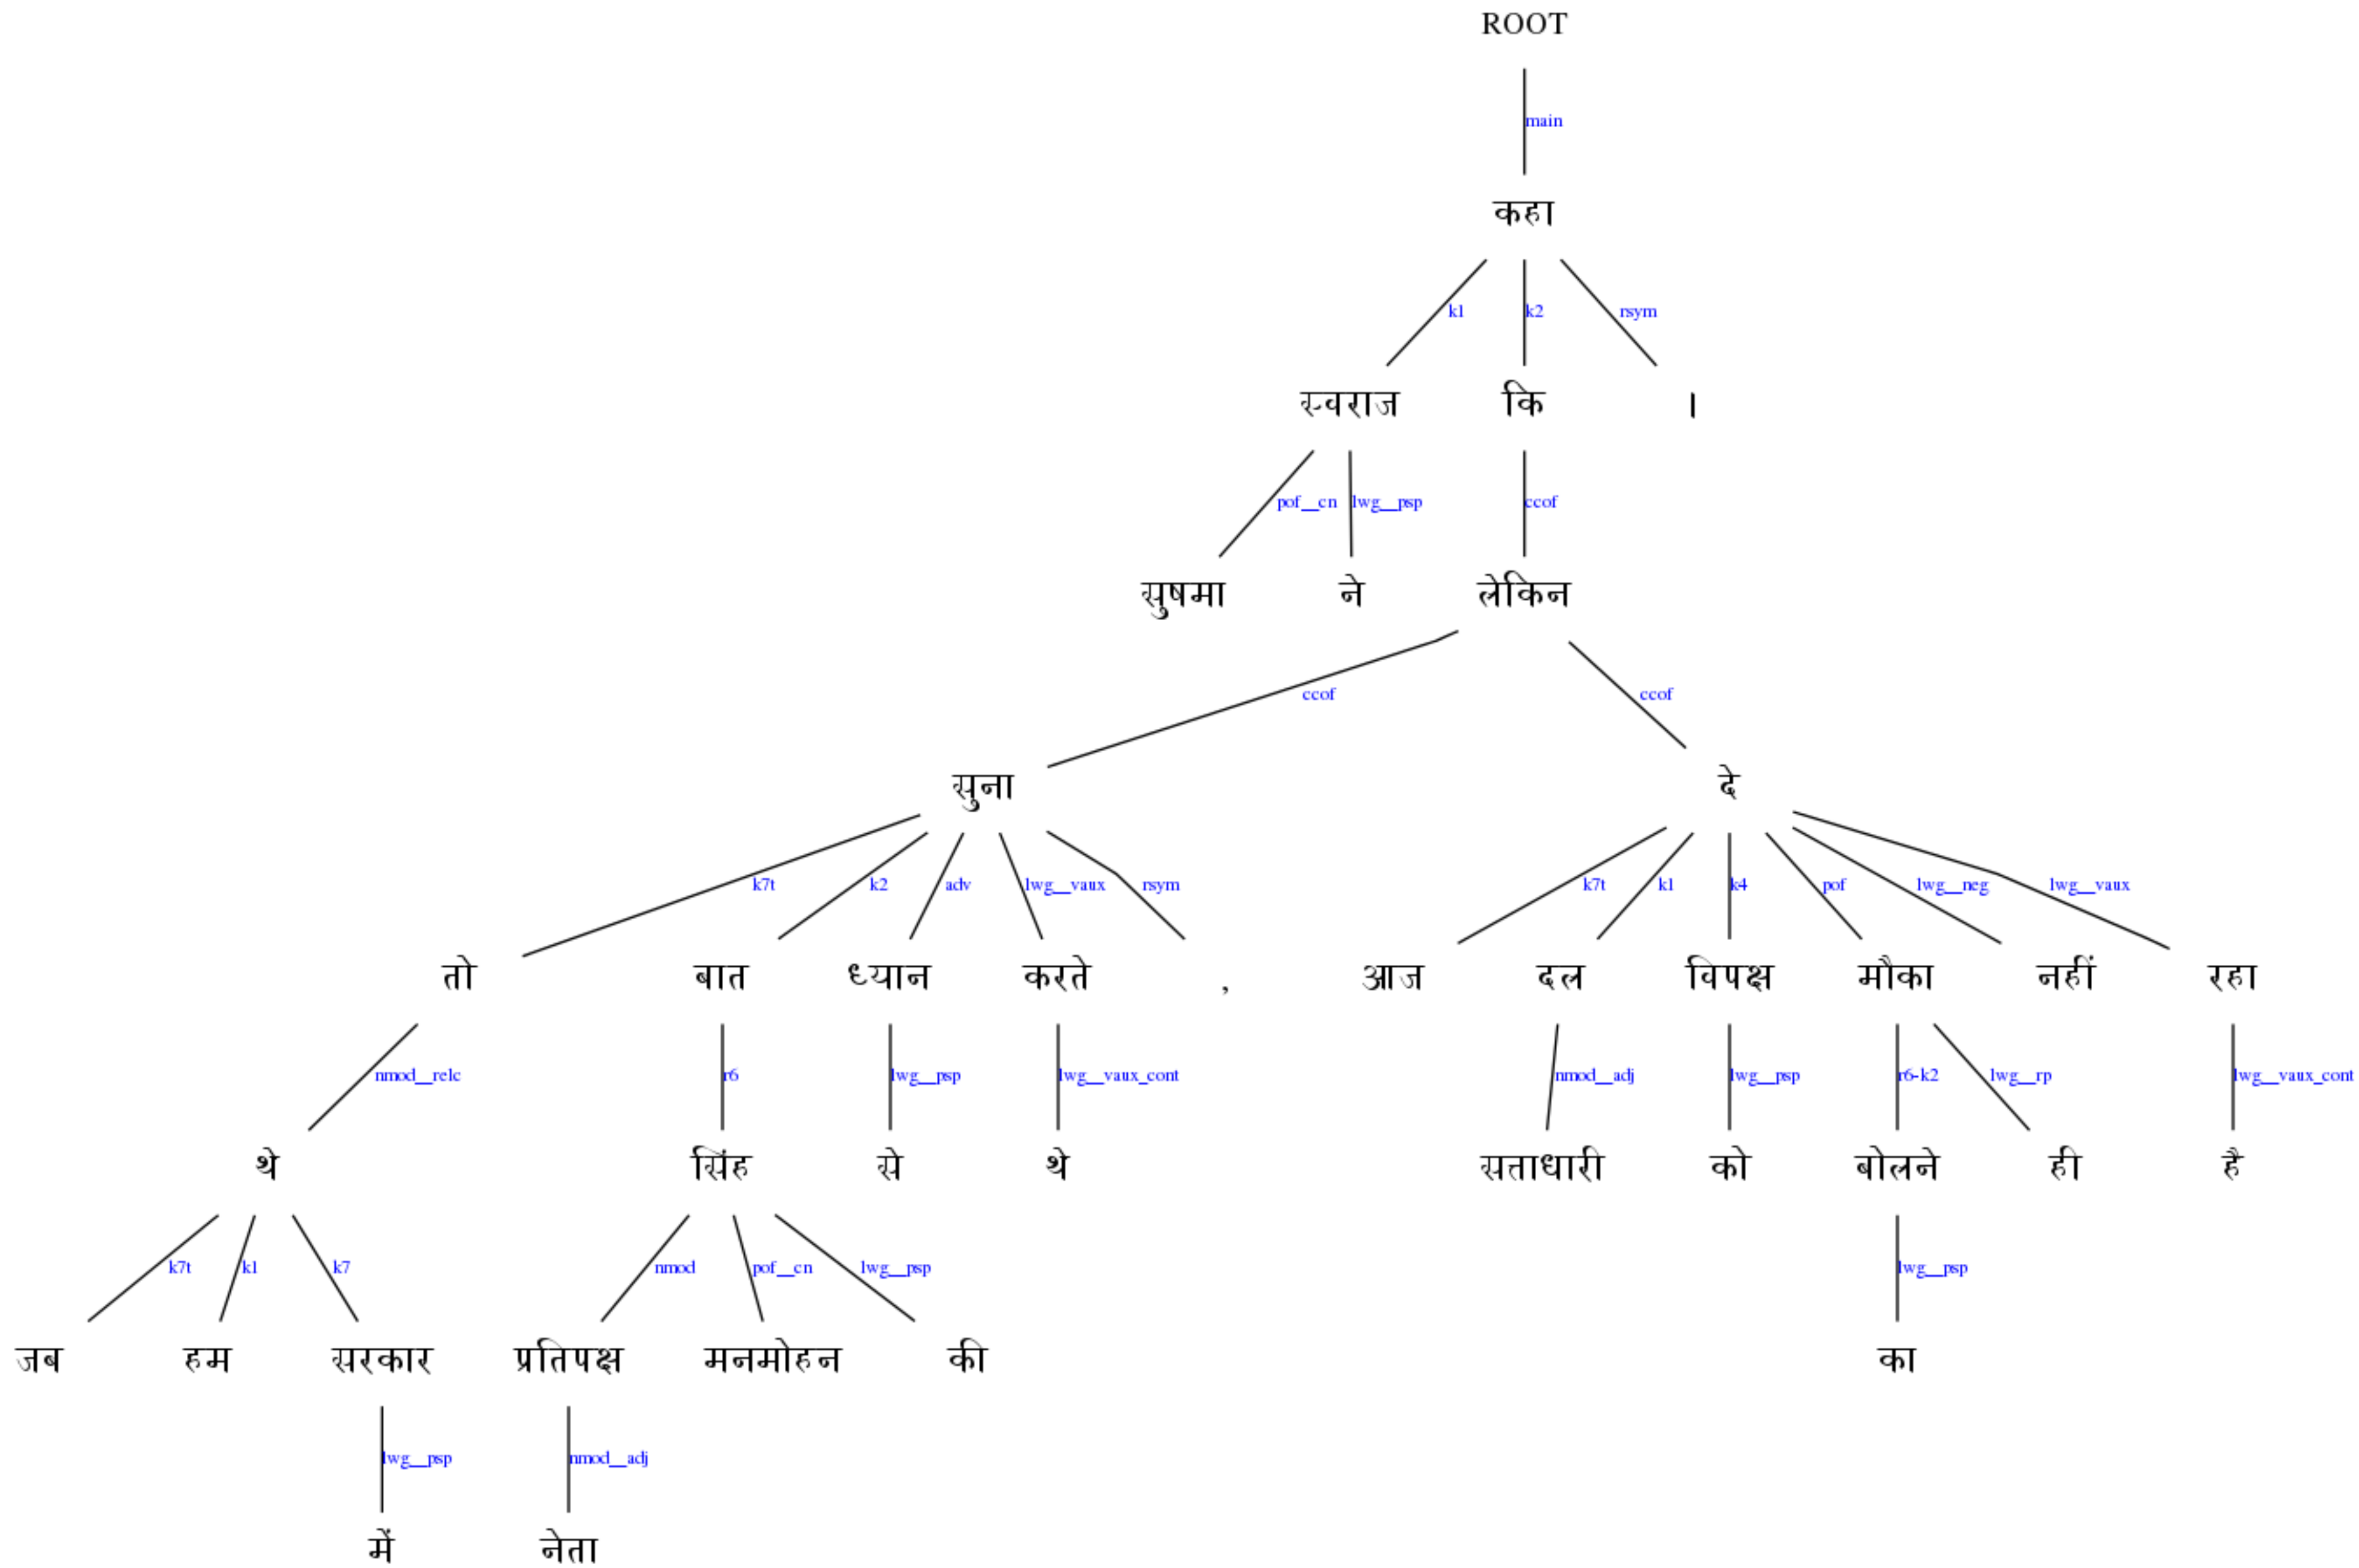 ROOT
main
कहा
k1 k2 rsym
स्वराज कि ।
pof__cn lwg__psp ccof
सुषमा ने लेकिन
ccof ccof
सुना दे
k7t k2 adv lwg__vaux rsym k7t k1 k4 pof lwg__neg lwg__vaux
तो बात ध्यान करते , आज दल विपक्ष मौका नहीं रहा
nmod__relc r6 lwg__psp lwg__vaux_cont nmod__adj lwg__psp r6-k2 lwg__rp lwg__vaux_cont
थे सिंह से थे सत्ताधारी को बोलने ही है
k7t k1 k7 nmod pof__cn lwg__psp lwg__psp
जब हम सरकार प्रतिपक्ष मनमोहन की का
lwg__psp nmod__adj
में नेता